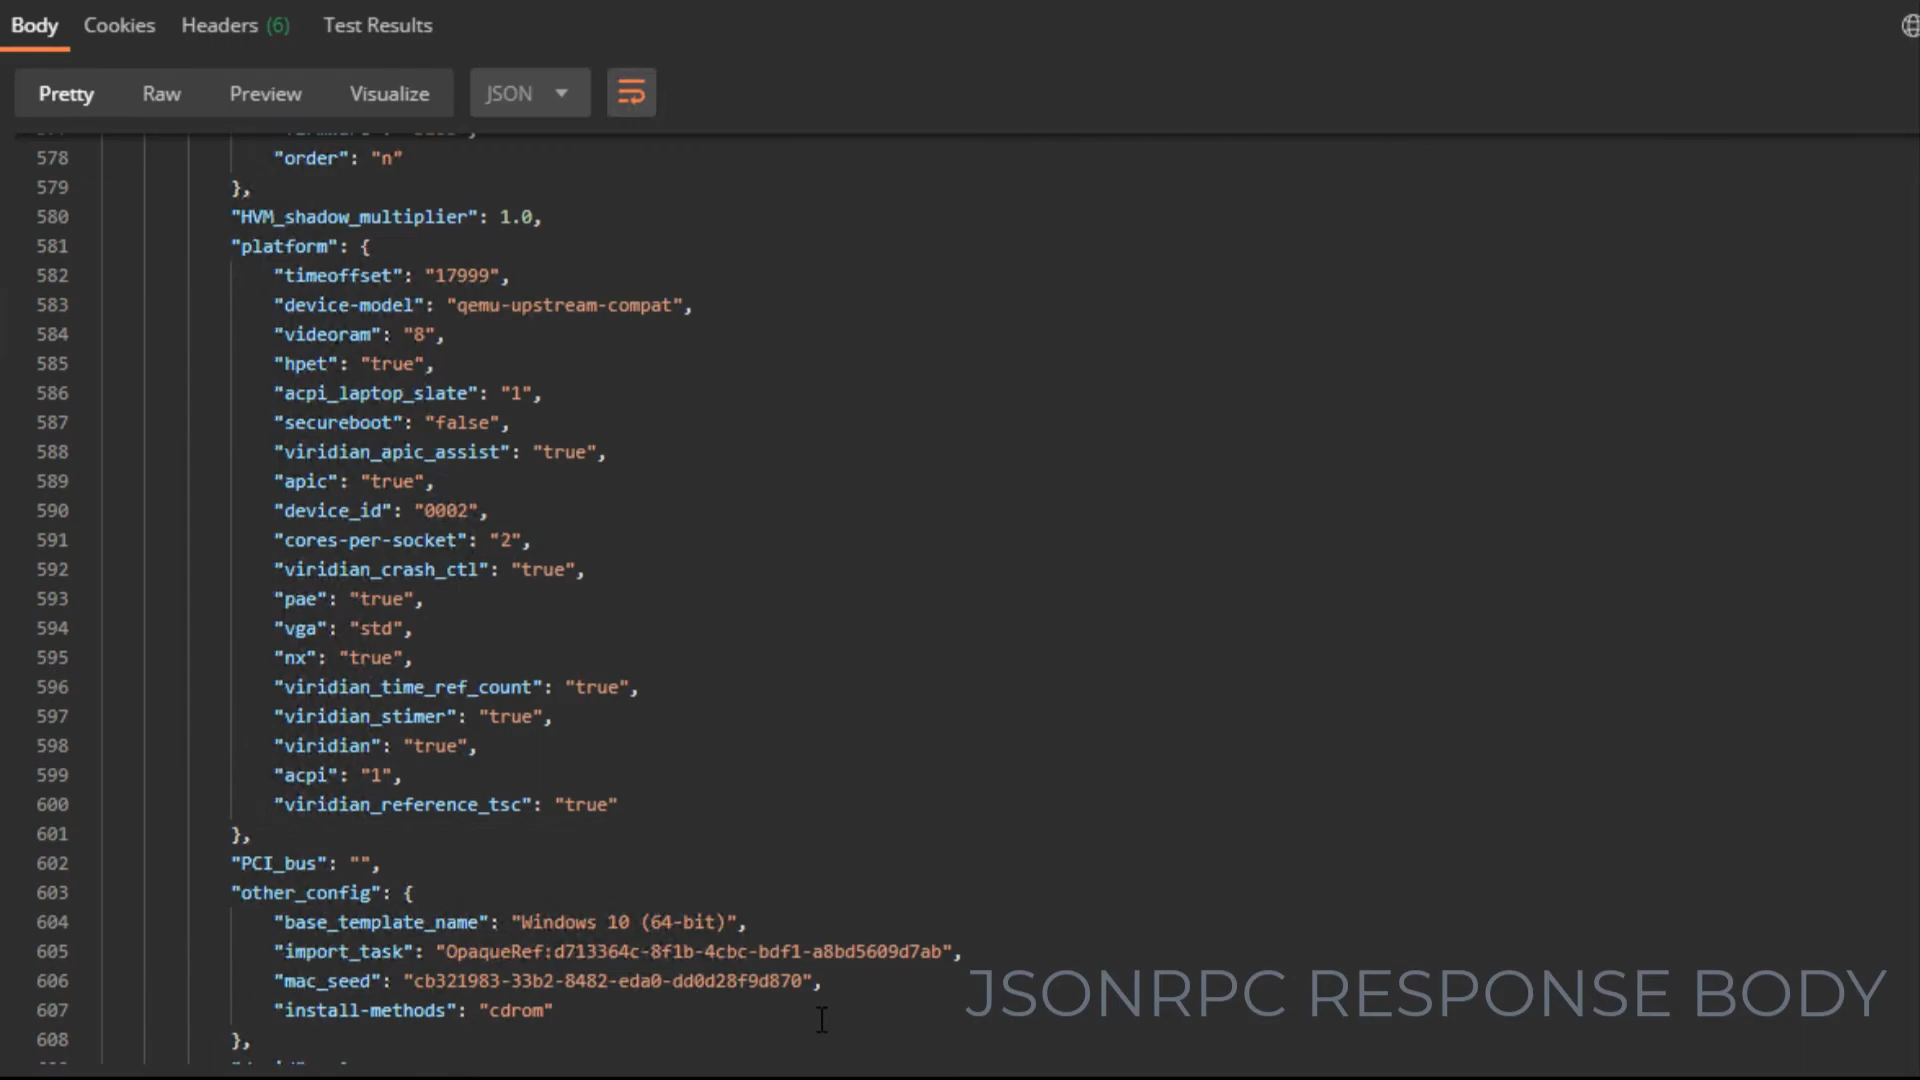 Body Cookies Headers (6) Test Results
Pretty Raw Preview Visualize JSON
578 "order": "n"
579 },
580 "HVM_shadow_multiplier": 1.0,
581 "platform": {
582 "timeoffset": "17999",
583 "device-model": "qemu-upstream-compat",
584 "videoram": "8",
585 "hpet": "true",
586 "acpi_laptop_slate": "1",
587 "secureboot": "false",
588 "viridian_apic_assist": "true",
589 "apic": "true",
590 "device_id": "0002",
591 "cores-per-socket": "2",
592 "viridian_crash_ctl": "true",
593 "pae": "true",
594 "vga": "std",
595 "nx": "true",
596 "viridian_time_ref_count": "true",
597 "viridian_stimer": "true",
598 "viridian": "true",
599 "acpi": "1",
600 "viridian_reference_tsc": "true"
601 },
602 "PCI_bus": "",
603 "other_config": {
604 "base_template_name": "Windows 10 (64-bit)",
605 "import_task": "OpaqueRef:d713364c-8f1b-4cbc-bdf1-a8bd5609d7ab",
606 "mac_seed": "cb321983-33b2-8482-eda0-dd0d28f9d870",
607 "install-methods": "cdrom"
608 },
JSONRPC RESPONSE BODY